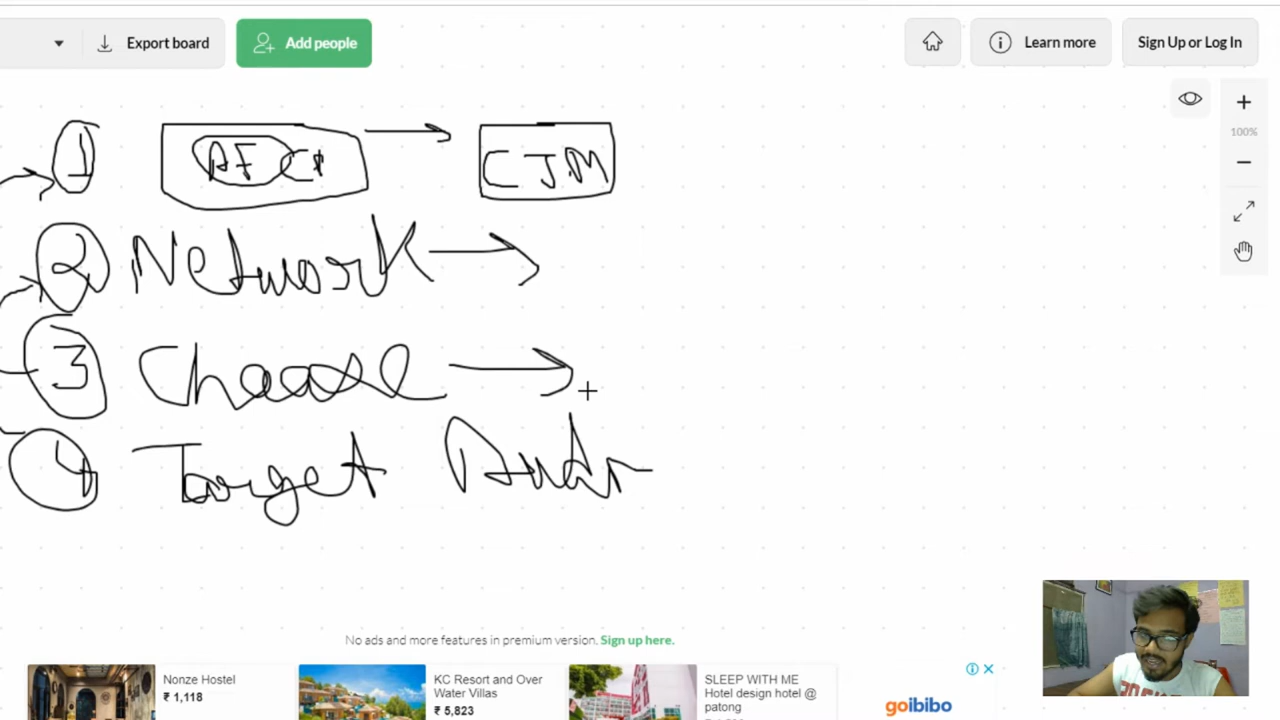 Export board
Add people
Learn more
Sign Up or Log In
100%
1
CJM
2 Network
3 Choose
4 Target
No ads and more features in premium version. Sign up here.
Nonze Hostel
₹ 1,118
KC Resort and Over
Water Villas
₹ 5,823
SLEEP WITH ME
Hotel design hotel @
patong
goibibo